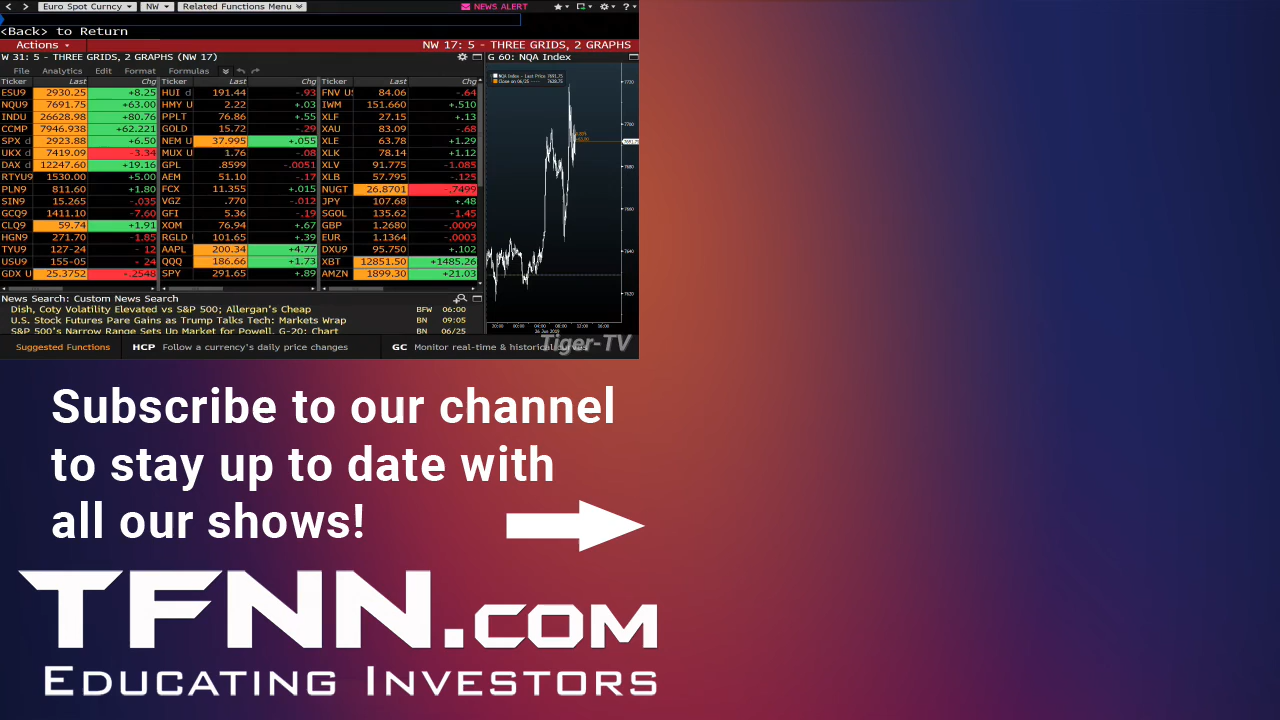 Euro Spot Curncy NW Related Functions Menu NEWS ALERT
<Back> to Return
Actions NW 17: 5 - THREE GRIDS, 2 GRAPHS
W 31: 5 - THREE GRIDS, 2 GRAPHS (NW 17) G 60: NQA Index
File Analytics Edit Format Formulas
Ticker Last Chg Ticker Last Chg Ticker Last Chg
ESU9 2930.25 +8.25 HUI d 191.44 -.93 FNV US 84.06 -.64
NQU9 7691.75 +63.00 HMY U 2.22 +.03 IWM 151.660 +.510
INDU 26628.98 +80.76 PPLT 76.86 +.55 XLF 27.15 +.13
CCMP 7946.938 +62.221 GOLD 15.72 -.29 XAU 83.09 -.68
SPX d 2923.88 +6.50 NEM U 37.995 +.055 XLE 63.78 +1.29
UKX d 7419.09 -3.34 MUX U 1.76 -.08 XLK 78.14 +1.12
DAX d 12247.60 +19.16 GPL .8599 -.0051 XLV 91.775 -1.085
RTYU9 1530.00 +5.00 AEM 51.10 -.17 XLB 57.795 -.125
PLN9 811.60 +1.80 FCX 11.355 +.015 NUGT 26.8701 -.7499
SIN9 15.265 -.035 VGZ .770 -.012 JPY 107.68 +.48
GCQ9 1411.10 -7.60 GFI 5.36 -.19 SGOL 135.62 -1.45
CLQ9 59.74 +1.91 XOM 76.94 +.67 GBP 1.2680 -.0009
HGN9 271.70 -1.85 RGLD 101.65 +.39 EUR 1.1364 -.0003
TYU9 127-24 - 12 AAPL 200.34 +4.77 DXU9 95.750 +.102
USU9 155-05 - 24 QQQ 186.66 +1.73 XBT 12851.50 +1485.26
GDX U 25.3752 -.2548 SPY 291.65 +.89 AMZN 1899.30 +21.03
News Search: Custom News Search
Dish, Coty Volatility Elevated vs S&P 500; Allergan's Cheap BFW 06:00
U.S. Stock Futures Pare Gains as Trump Talks Tech: Markets Wrap BN 09:05
S&P 500's Narrow Range Sets Up Market for Powell, G-20: Chart BN 06/25
Suggested Functions HCP Follow a currency's daily price changes GC Monitor real-time & historical curves
Tiger-TV
Subscribe to our channel
to stay up to date with
all our shows!
TFNN.COM
EDUCATING INVESTORS